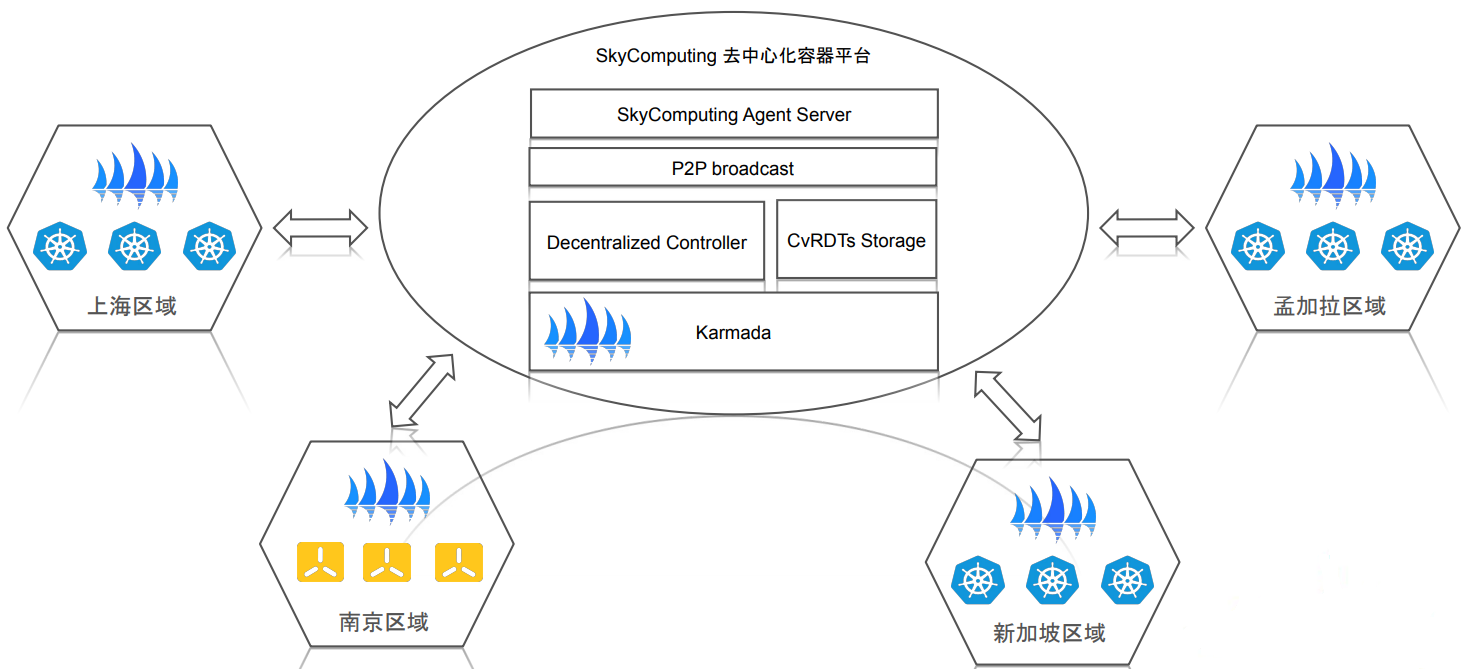 SkyComputing 去中心化容器平台
SkyComputing Agent Server
P2P broadcast
Decentralized Controller
CvRDTs Storage
Karmada
上海区域
孟加拉区域
南京区域
新加坡区域